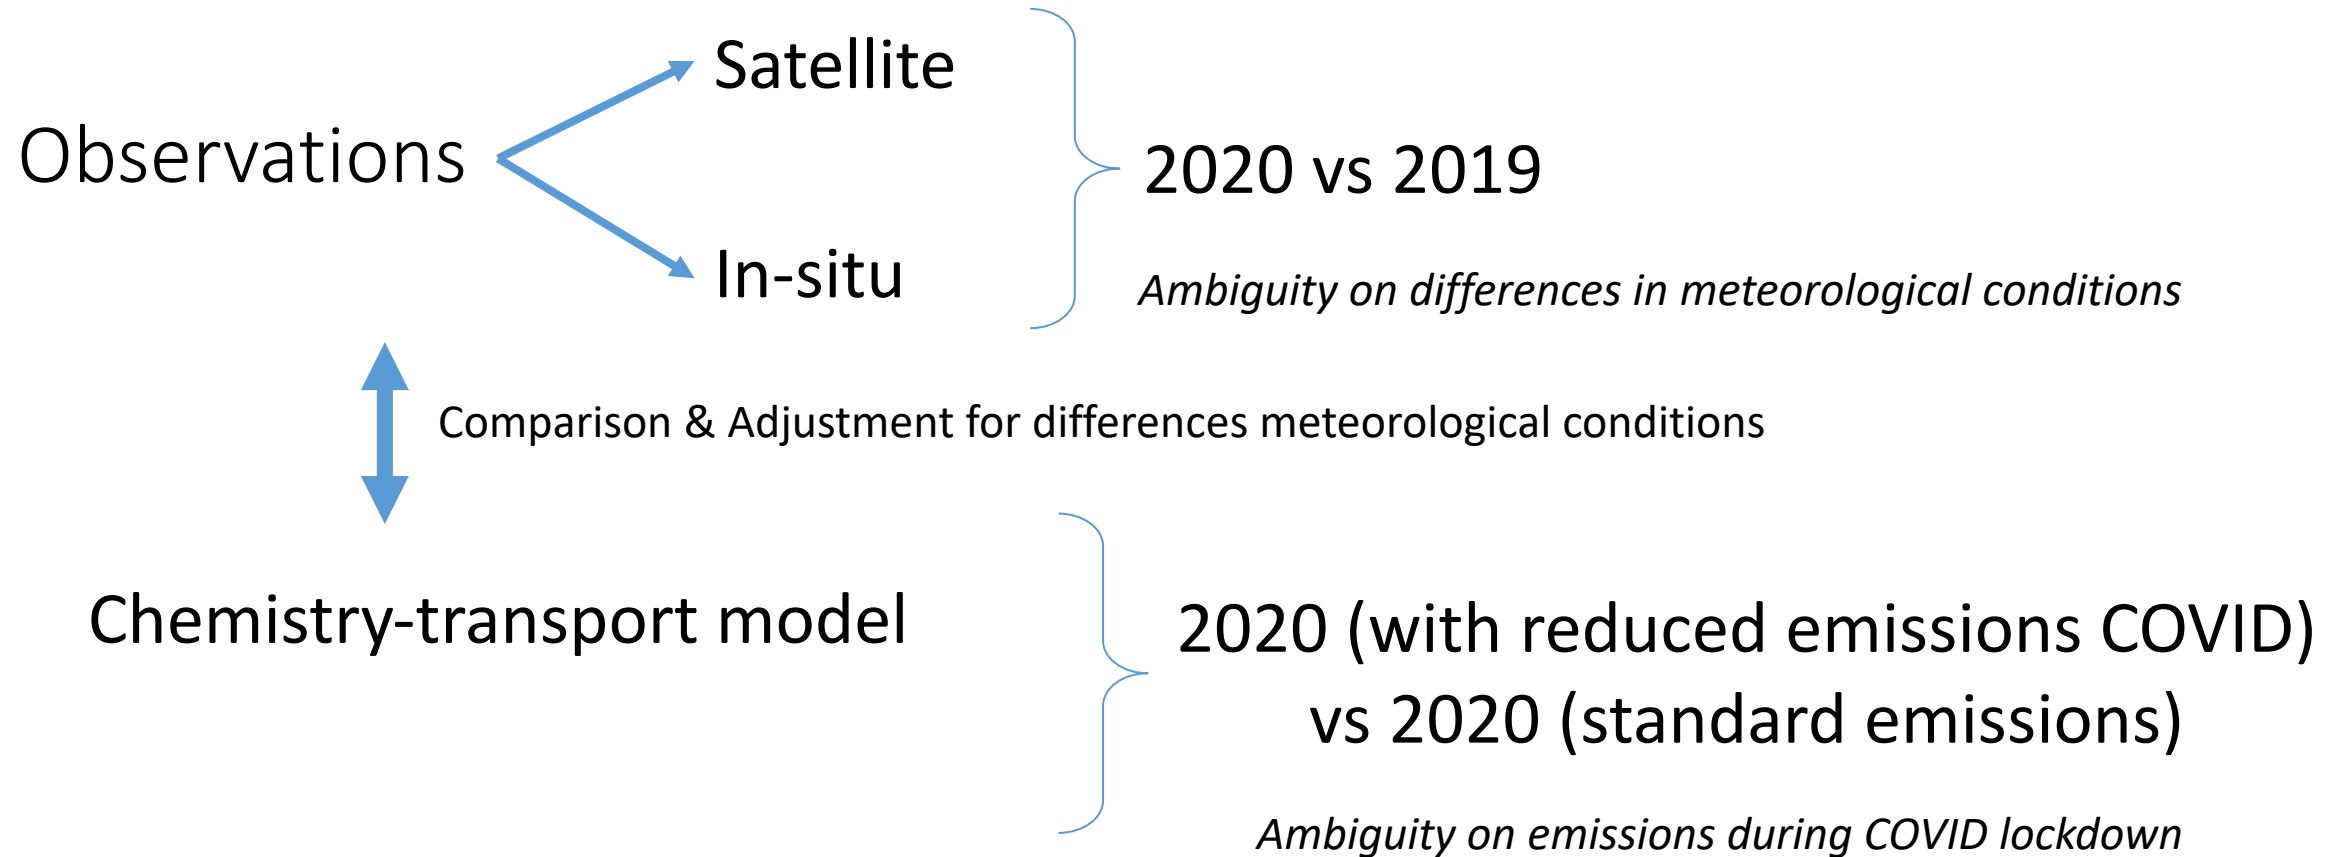 Satellite
Observations
2020 vs 2019
In-situ
Ambiguity on differences in meteorological conditions
Comparison & Adjustment for differences meteorological conditions
Chemistry-transport model
2020 (with reduced emissions COVID)
vs 2020 (standard emissions)
Ambiguity on emissions during COVID lockdown